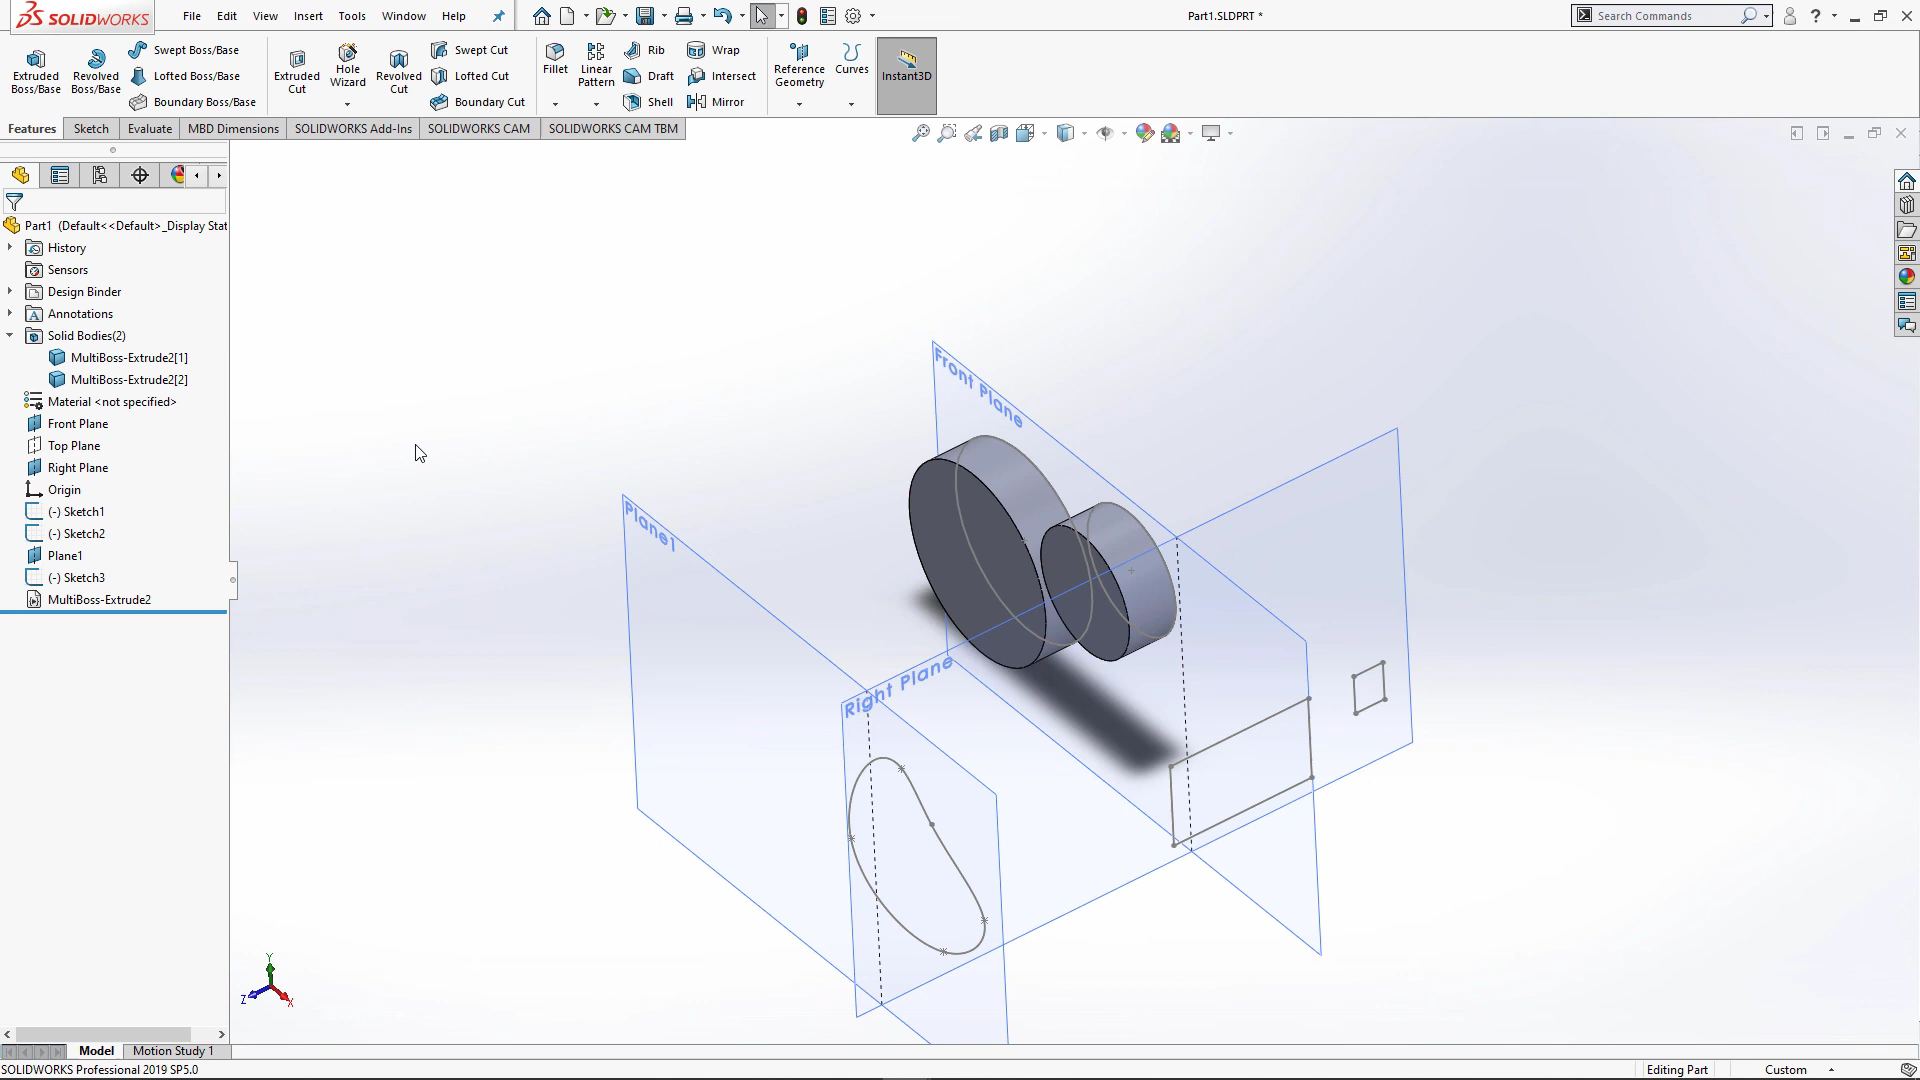 SOLIDWORKS File Edit View Insert Tools Window Help Part1.SLDPRT * Search Commands ?
Extruded Boss/Base
Revolved Boss/Base
Swept Boss/Base
Lofted Boss/Base
Boundary Boss/Base
Extruded Cut
Hole Wizard
Revolved Cut
Swept Cut
Lofted Cut
Boundary Cut
Fillet
Linear Pattern
Rib
Draft
Shell
Wrap
Intersect
Mirror
Reference Geometry
Curves
Instant3D
Features Sketch Evaluate MBD Dimensions SOLIDWORKS Add-Ins SOLIDWORKS CAM SOLIDWORKS CAM TBM
Part1 (Default<<Default>_Display Stat
History
Sensors
Design Binder
Annotations
Solid Bodies(2)
MultiBoss-Extrude2[1]
MultiBoss-Extrude2[2]
Material <not specified>
Front Plane
Top Plane
Right Plane
Origin
(-) Sketch1
(-) Sketch2
Plane1
(-) Sketch3
MultiBoss-Extrude2
Front Plane
Plane1
Right Plane
Y
Z
X
Model Motion Study 1
SOLIDWORKS Professional 2019 SP5.0 Editing Part Custom